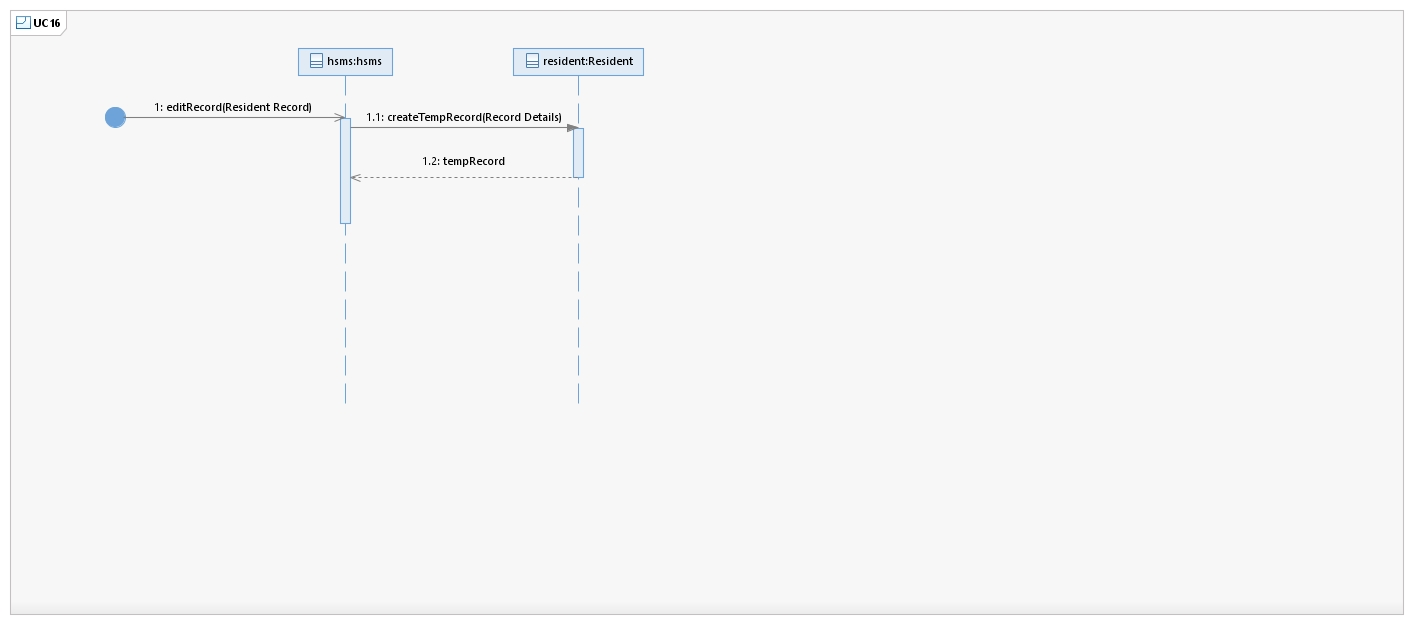 UC16
hsms:hsms
resident:Resident
1: editRecord(Resident Record)
1.1: createTempRecord(Record Details)
1.2: tempRecord